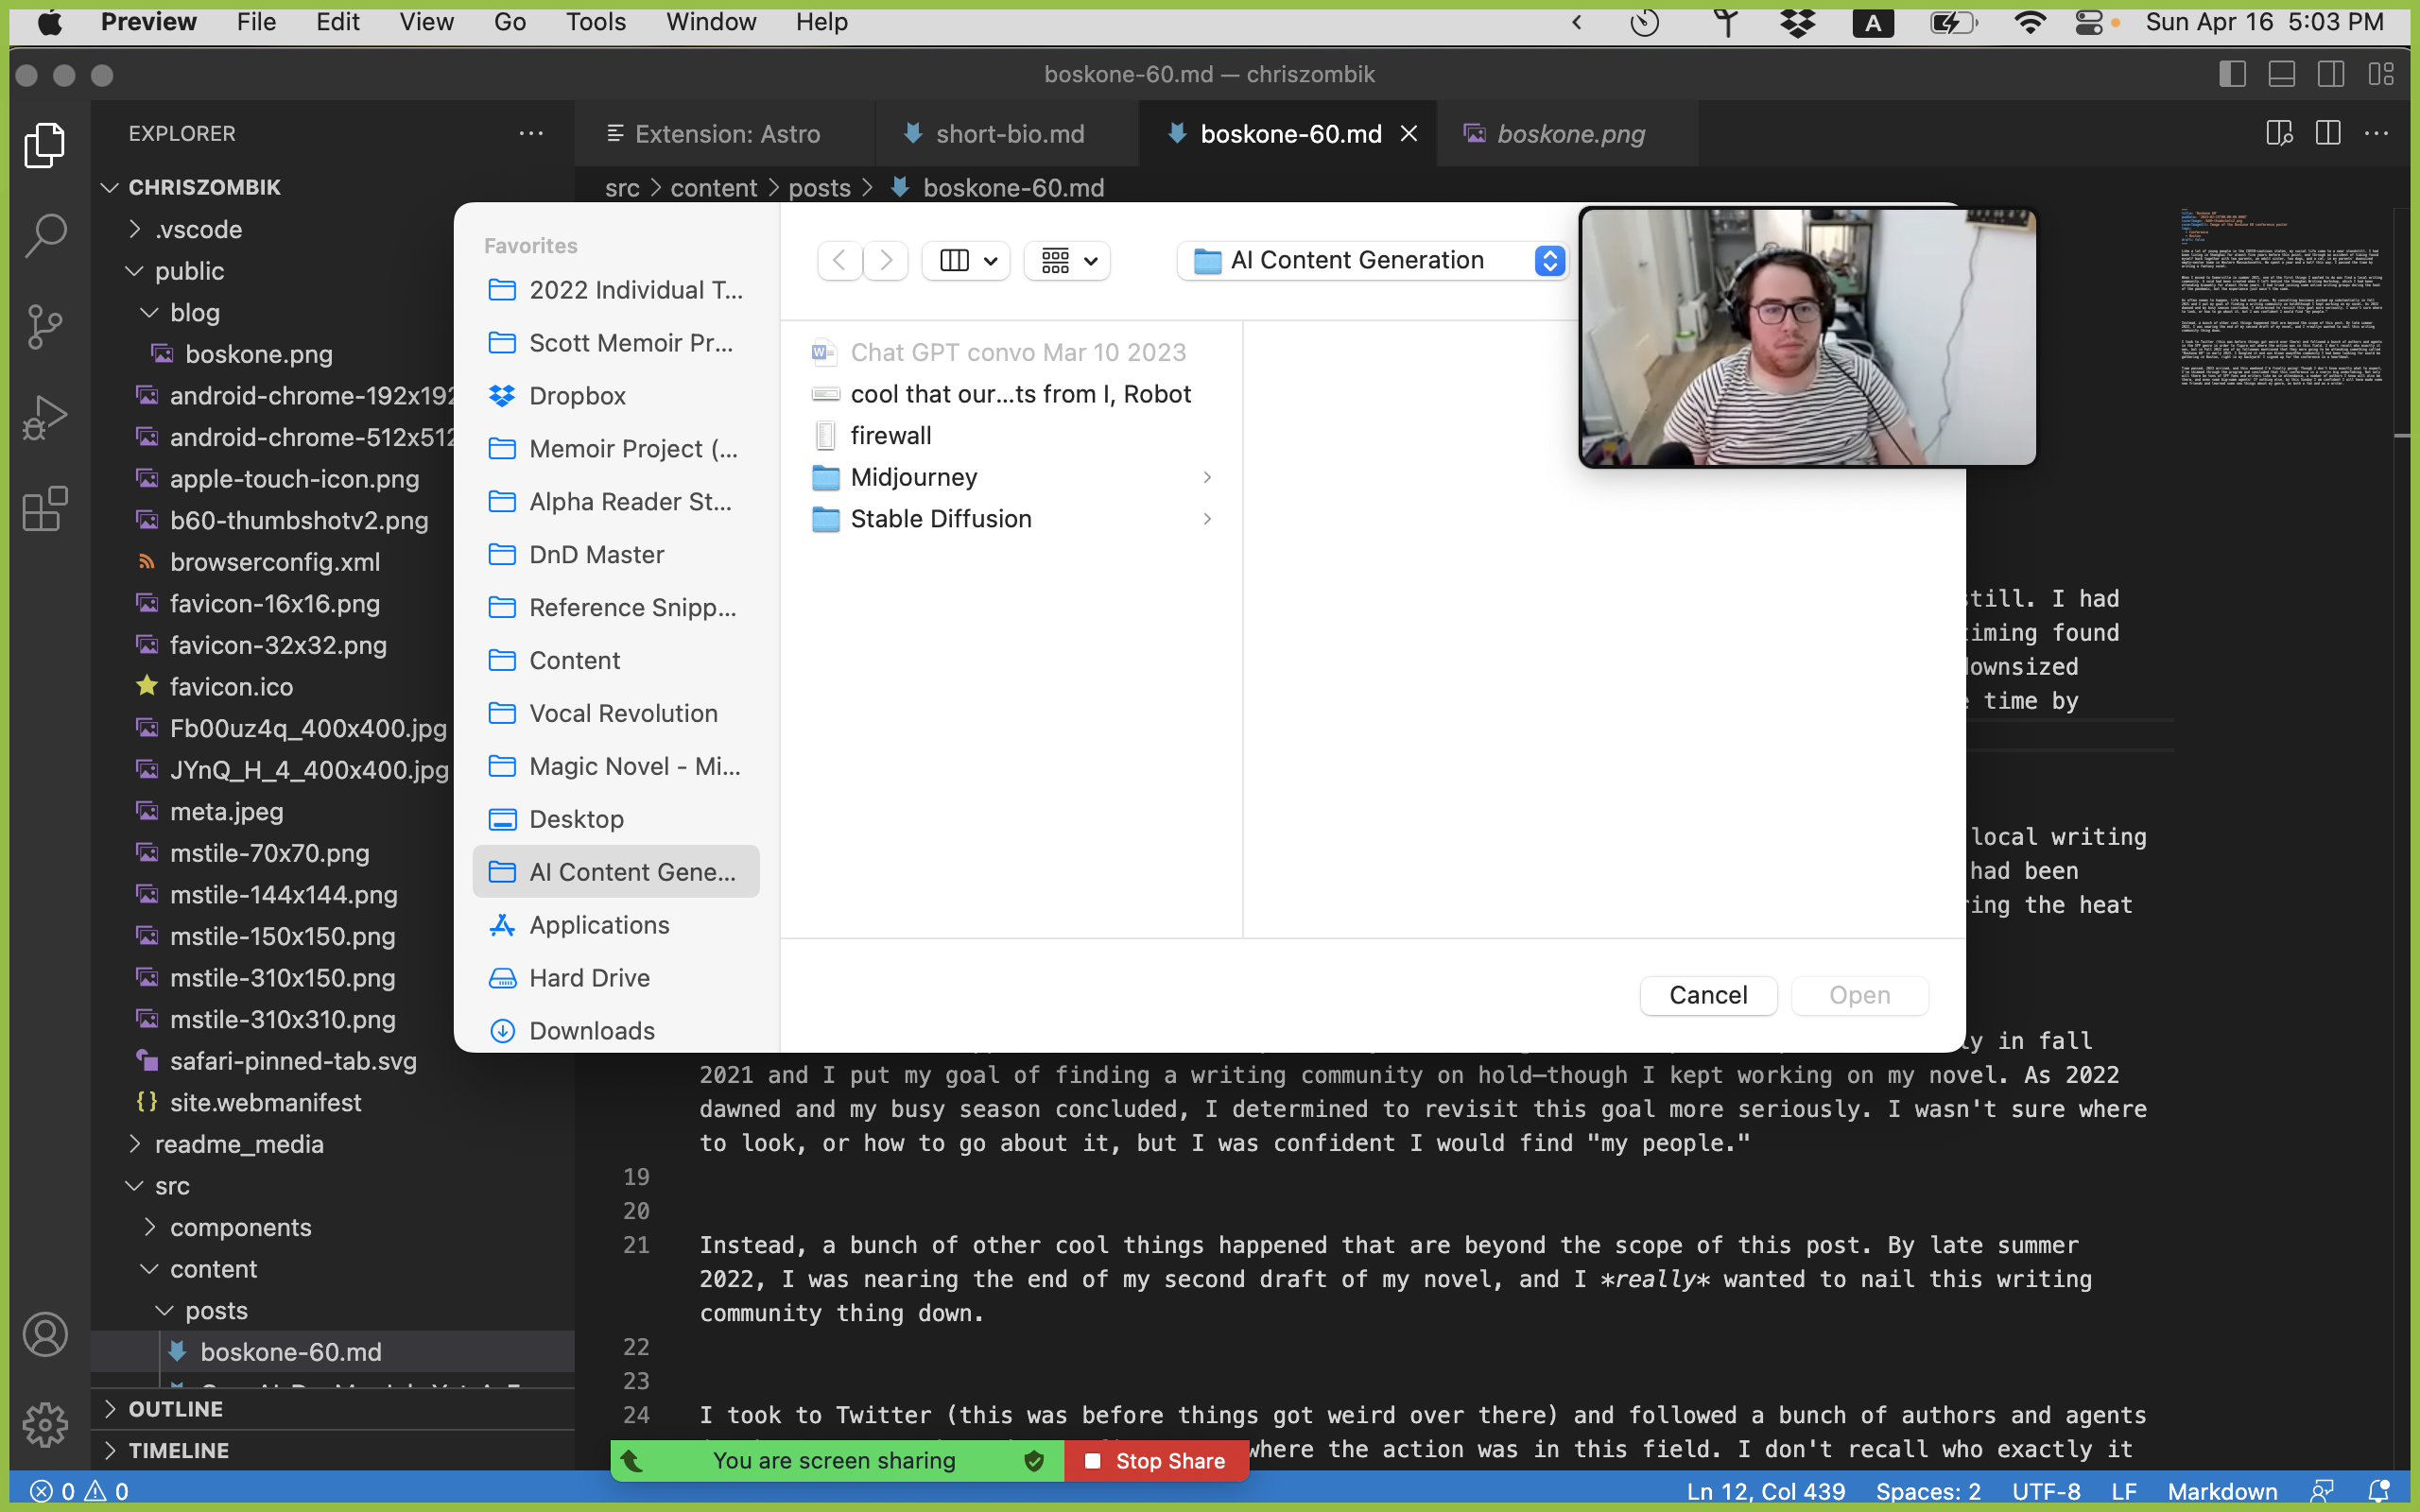 Preview File Edit View Go Tools Window Help A Sun Apr 16 5:03 PM
boskone-60.md — chriszombik
EXPLORER
CHRISZOMBIK
.vscode
public
blog
boskone.png
android-chrome-192x192
android-chrome-512x512
apple-touch-icon.png
b60-thumbshotv2.png
browserconfig.xml
favicon-16x16.png
favicon-32x32.png
favicon.ico
Fb00uz4q_400x400.jpg
JYnQ_H_4_400x400.jpg
meta.jpeg
mstile-70x70.png
mstile-144x144.png
mstile-150x150.png
mstile-310x150.png
mstile-310x310.png
safari-pinned-tab.svg
site.webmanifest
readme_media
src
components
content
posts
boskone-60.md
OUTLINE
TIMELINE
Extension: Astro short-bio.md boskone-60.md boskone.png
src > content > posts > boskone-60.md
Favorites
2022 Individual T...
Scott Memoir Pr...
Dropbox
Memoir Project (...
Alpha Reader St...
DnD Master
Reference Snipp...
Content
Vocal Revolution
Magic Novel - Mi...
Desktop
AI Content Gene...
Applications
Hard Drive
Downloads
AI Content Generation
Chat GPT convo Mar 10 2023
cool that our...ts from I, Robot
firewall
Midjourney
Stable Diffusion
Cancel Open
still. I had
timing found
downsized
time by
local writing
had been
ring the heat
ly in fall
2021 and I put my goal of finding a writing community on hold—though I kept working on my novel. As 2022
dawned and my busy season concluded, I determined to revisit this goal more seriously. I wasn't sure where
to look, or how to go about it, but I was confident I would find "my people."
19
20
21 Instead, a bunch of other cool things happened that are beyond the scope of this post. By late summer
2022, I was nearing the end of my second draft of my novel, and I *really* wanted to nail this writing
community thing down.
22
23
24 I took to Twitter (this was before things got weird over there) and followed a bunch of authors and agents
where the action was in this field. I don't recall who exactly it
You are screen sharing Stop Share
0 0 Ln 12, Col 439 Spaces: 2 UTF-8 LF Markdown